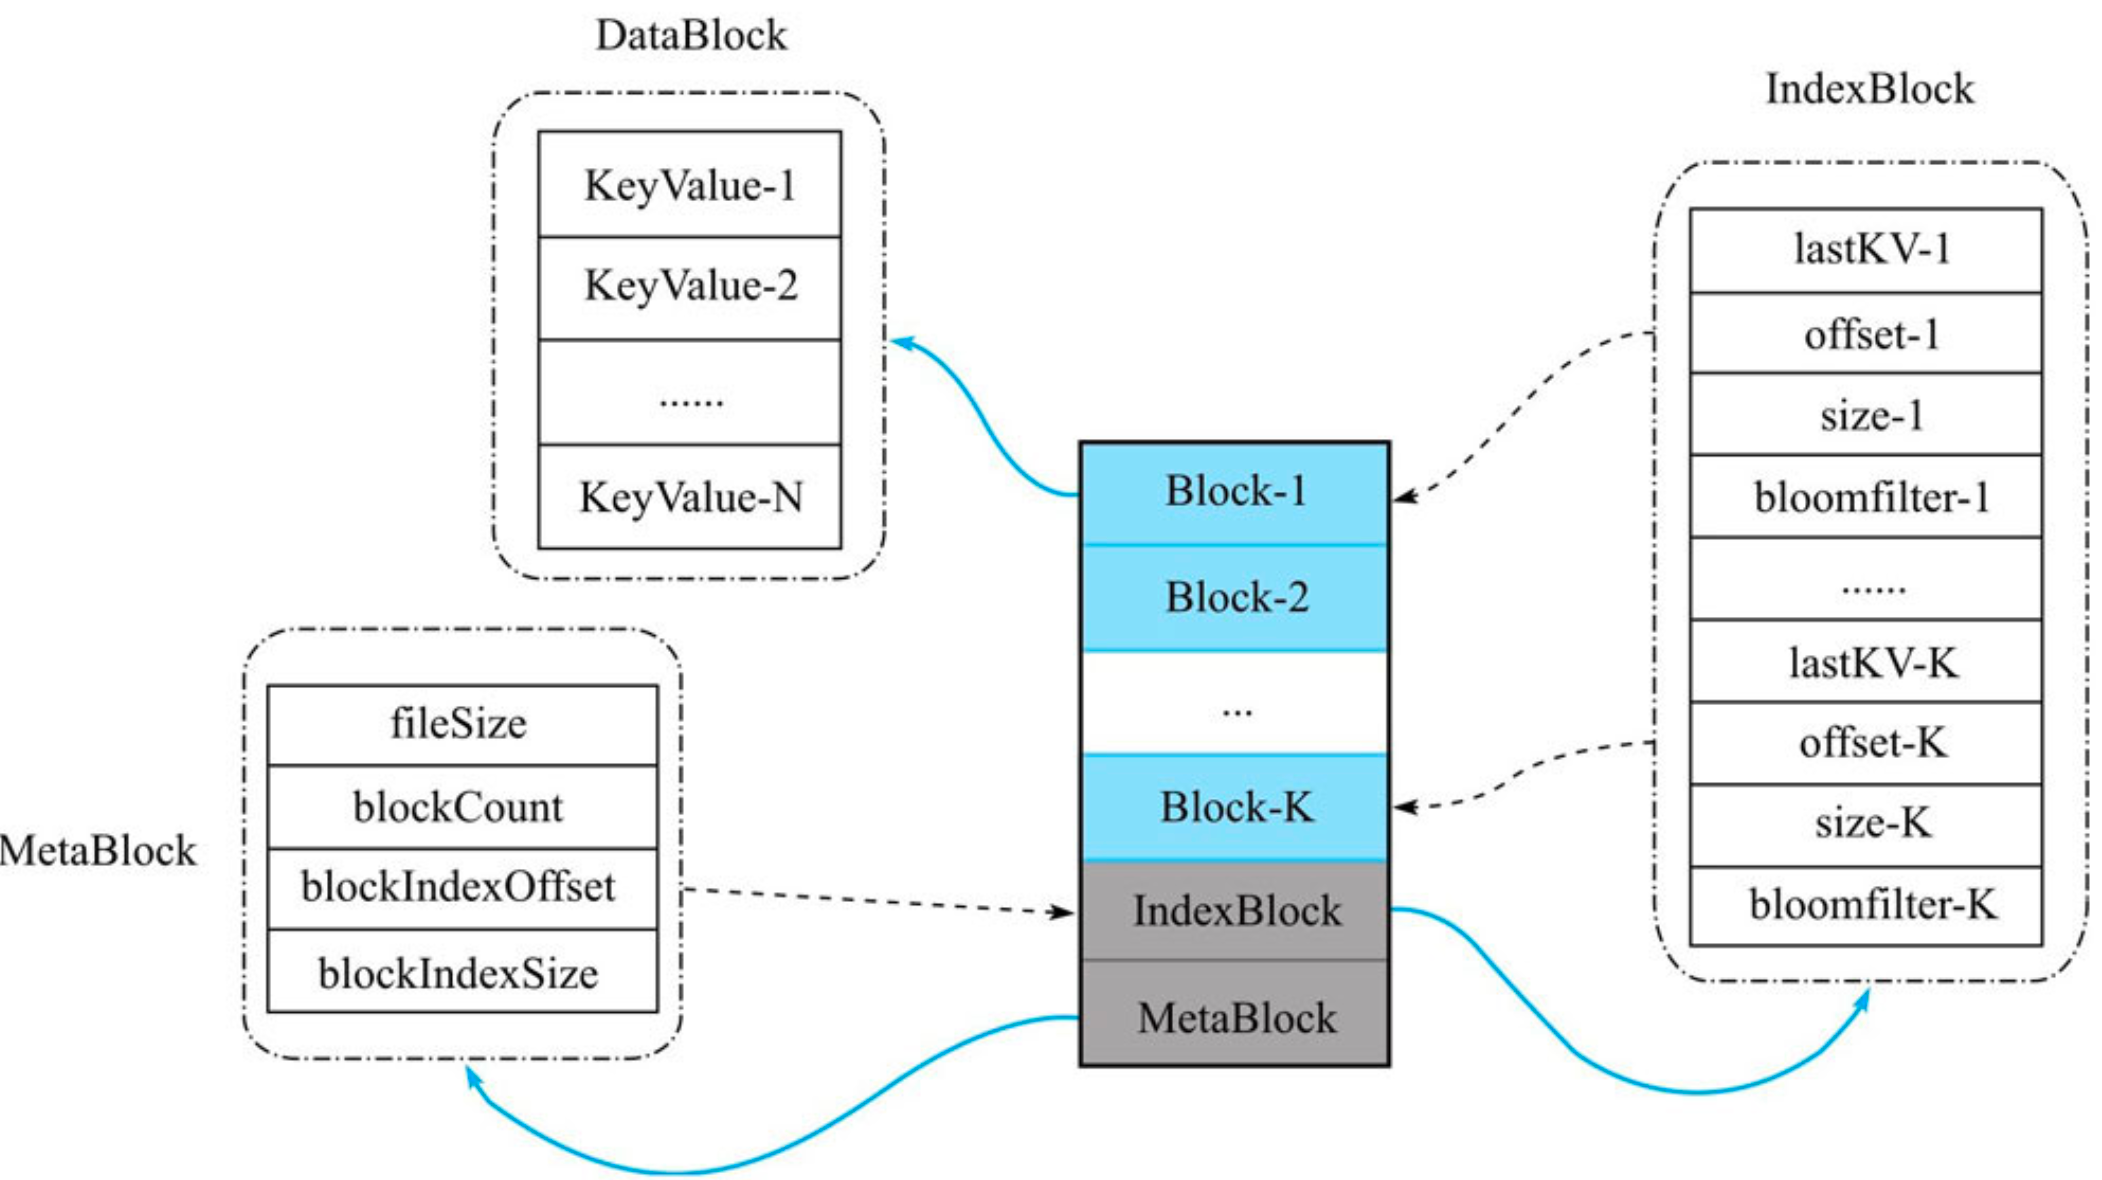 DataBlock
KeyValue-1
KeyValue-2
......
KeyValue-N
MetaBlock
fileSize
blockCount
blockIndexOffset
blockIndexSize
Block-1
Block-2
...
Block-K
IndexBlock
MetaBlock
IndexBlock
lastKV-1
offset-1
size-1
bloomfilter-1
......
lastKV-K
offset-K
size-K
bloomfilter-K